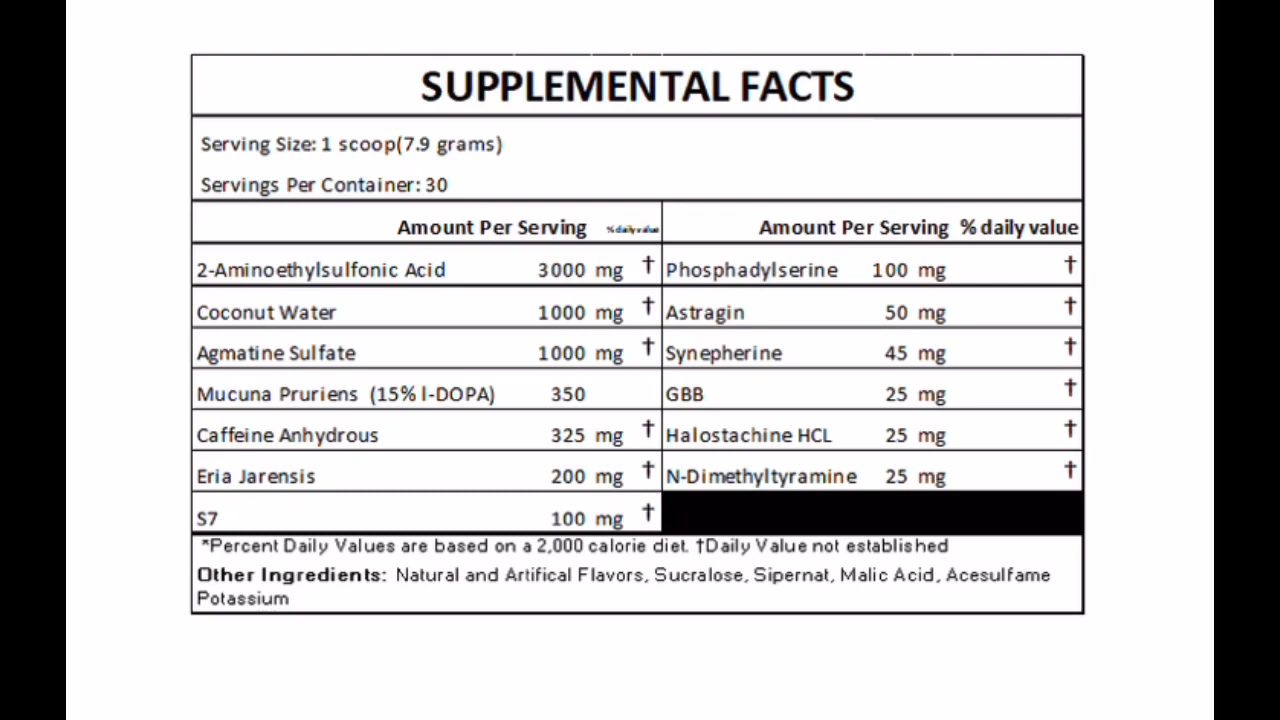 SUPPLEMENTAL FACTS
Serving Size: 1 scoop(7.9 grams)
Servings Per Container: 30
Amount Per Serving % daily value Amount Per Serving % daily value
2-Aminoethylsulfonic Acid 3000 mg † Phosphadylserine 100 mg †
Coconut Water 1000 mg † Astragin 50 mg †
Agmatine Sulfate 1000 mg † Synepherine 45 mg †
Mucuna Pruriens (15% l-DOPA) 350 GBB 25 mg †
Caffeine Anhydrous 325 mg † Halostachine HCL 25 mg †
Eria Jarensis 200 mg † N-Dimethyltyramine 25 mg †
S7 100 mg †
*Percent Daily Values are based on a 2,000 calorie diet. †Daily Value not established
Other Ingredients: Natural and Artifical Flavors, Sucralose, Sipernat, Malic Acid, Acesulfame
Potassium